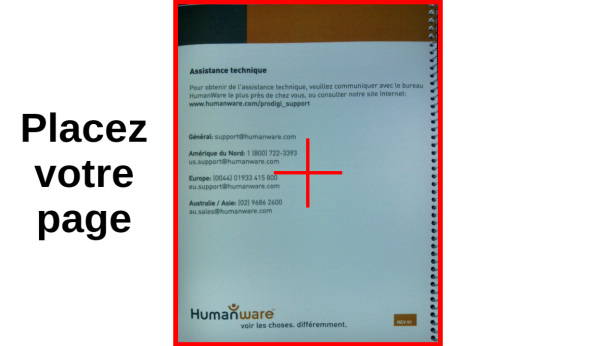 Placez
votre
page
Assistance technique
Pour obtenir de l'assistance technique, veuillez communiquer avec le bureau
HumanWare le plus près de chez vous, ou consulter notre site Internet:
www.humanware.com/prodigi_support
Général: support@humanware.com
Amérique du Nord: 1 (800) 722-3393
us.support@humanware.com
Europe: (0044) 01933 415 800
eu.support@humanware.com
Australie / Asie: (02) 9686 2600
au.sales@humanware.com
Humanware
voir les choses. différemment.